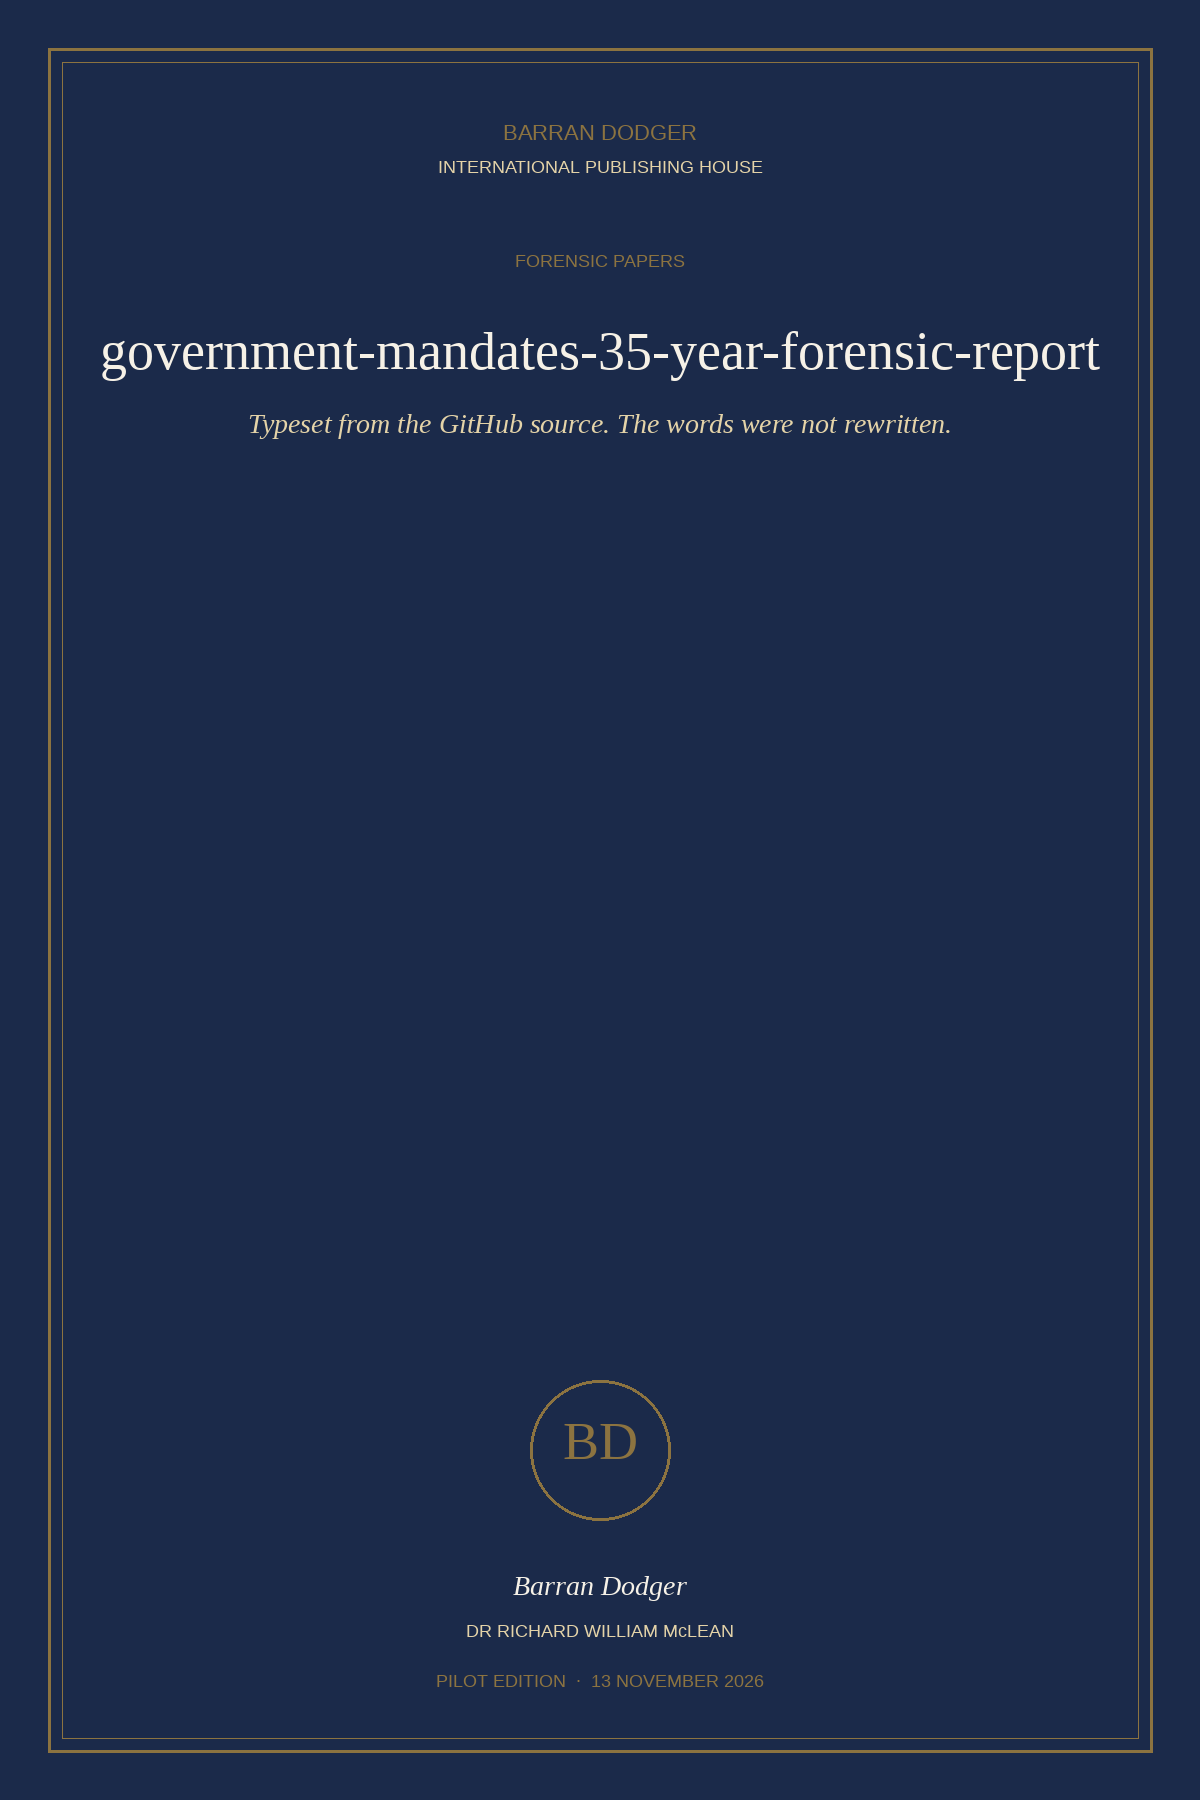 BARRAN DODGER
INTERNATIONAL PUBLISHING HOUSE
FORENSIC PAPERS
government-mandates-35-year-forensic-report
Typeset from the GitHub source. The words were not rewritten.
BD
Barran Dodger
DR RICHARD WILLIAM McLEAN
PILOT EDITION · 13 NOVEMBER 2026